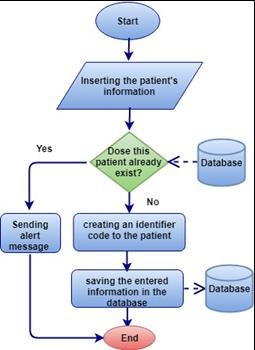 Start
Inserting the patient's
information
Dose this
patient already
exist?
Database
Yes
No
Sending
alert
message
creating an identifier
code to the patient
saving the entered
information in the
database
Database
End